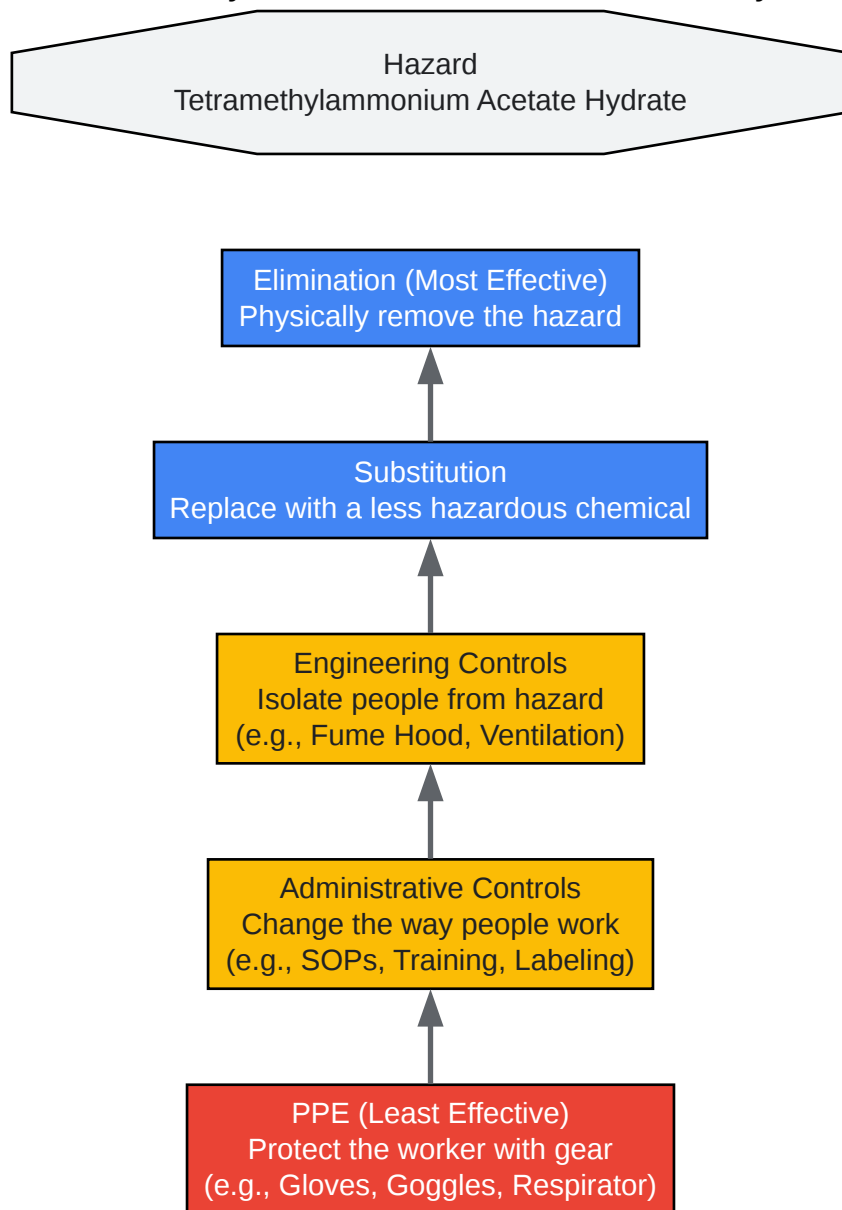 Hazard
Tetramethylammonium Acetate Hydrate
Elimination (Most Effective)
Physically remove the hazard
Substitution
Replace with a less hazardous chemical
Engineering Controls
Isolate people from hazard
(e.g., Fume Hood, Ventilation)
Administrative Controls
Change the way people work
(e.g., SOPs, Training, Labeling)
PPE (Least Effective)
Protect the worker with gear
(e.g., Gloves, Goggles, Respirator)